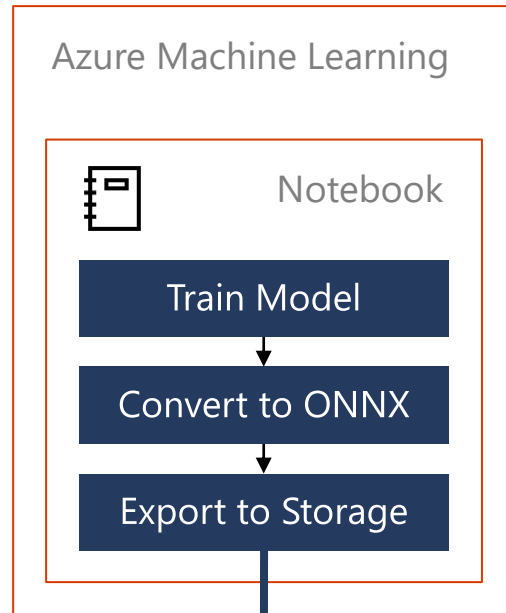 Azure Machine Learning
Notebook
Train Model
Convert to ONNX
Export to Storage